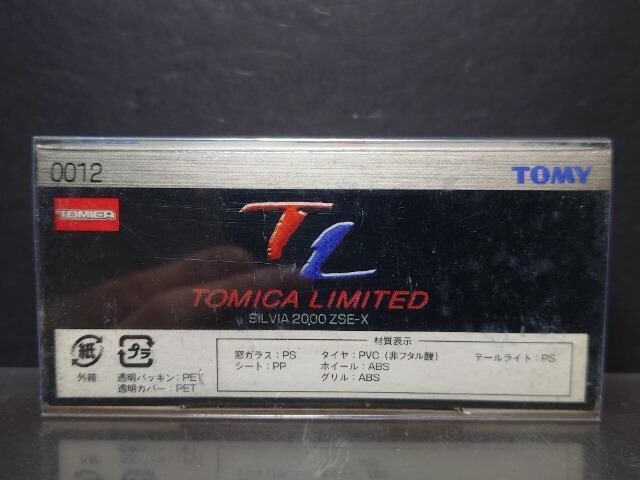 0012
TOMY
TOMICA
TL
TOMICA LIMITED
SILVIA 2000 ZSE-X
材質表示
紙
外箱
プラ
透明パッキン:PET
透明カバー:PET
窓ガラス:PS
シート:PP
タイヤ:PVC (非フタル酸)
ホイール:ABS
グリル:ABS
テールライト:PS